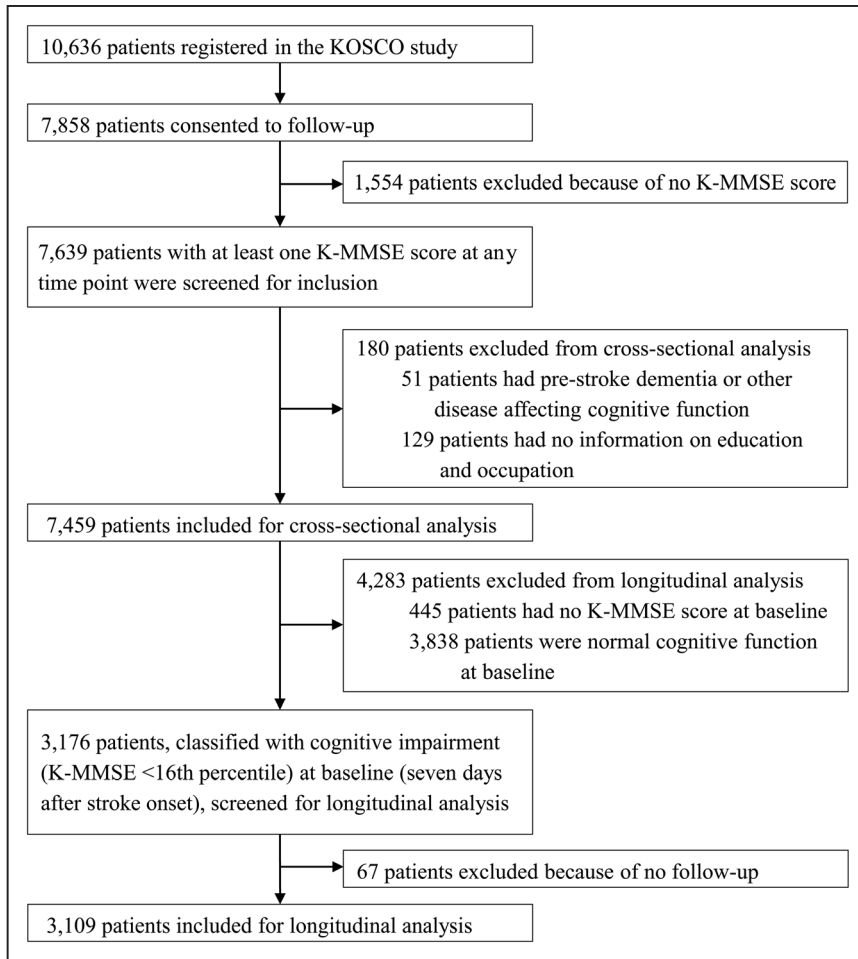 10,636 patients registered in the KOSCO study
7,858 patients consented to follow-up
1,554 patients excluded because of no K-MMSE score
7,639 patients with at least one K-MMSE score at any
time point were screened for inclusion
180 patients excluded from cross-sectional analysis
51 patients had pre-stroke dementia or other
disease affecting cognitive function
129 patients had no information on education
and occupation
7,459 patients included for cross-sectional analysis
4,283 patients excluded from longitudinal analysis
445 patients had no K-MMSE score at baseline
3,838 patients were normal cognitive function
at baseline
3,176 patients, classified with cognitive impairment
(K-MMSE <16th percentile) at baseline (seven days
after stroke onset), screened for longitudinal analysis
67 patients excluded because of no follow-up
3,109 patients included for longitudinal analysis